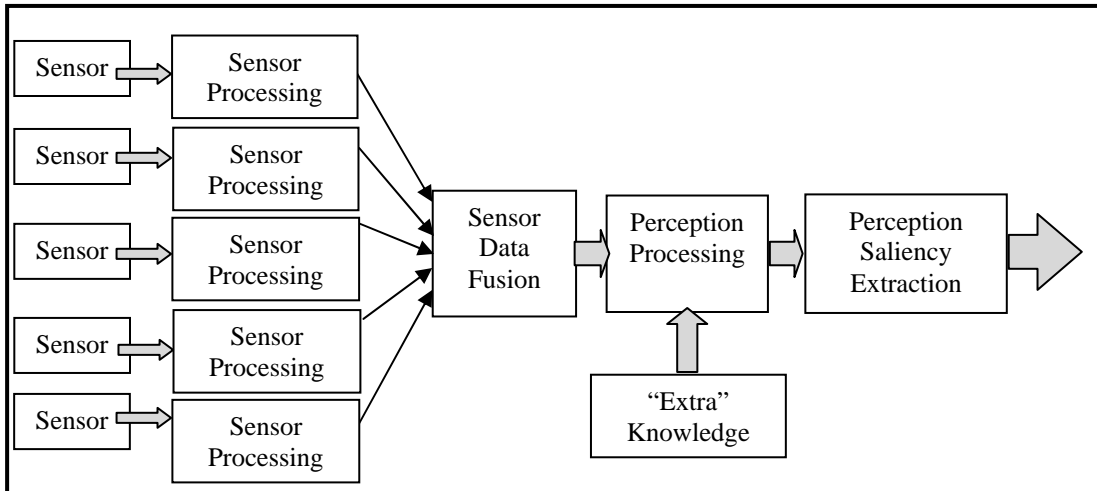 Sensor
Sensor
Processing
Sensor
Sensor
Processing
Sensor
Sensor
Processing
Sensor
Sensor
Processing
Sensor
Sensor
Processing
Sensor
Data
Fusion
Perception
Processing
"Extra"
Knowledge
Perception
Saliency
Extraction